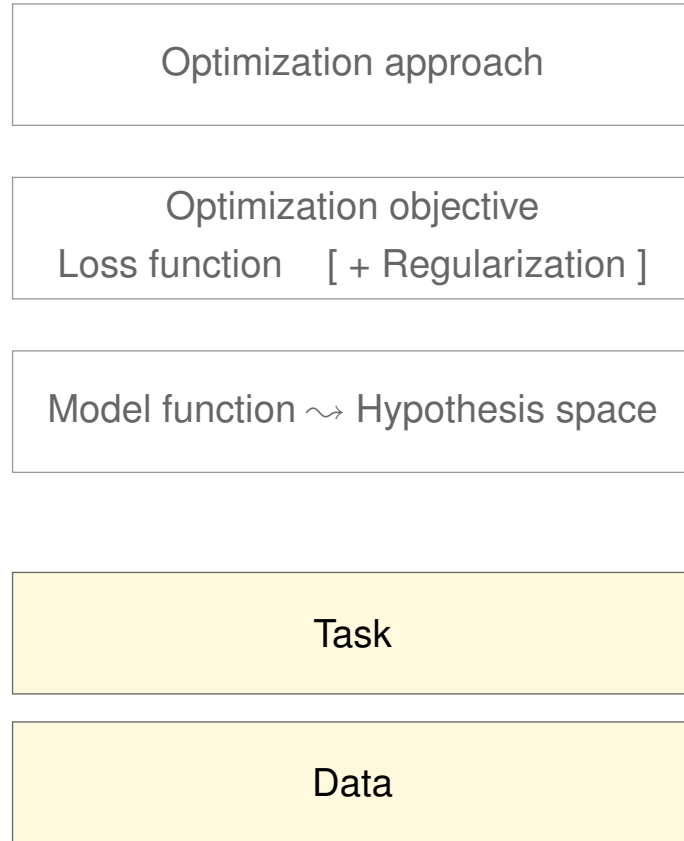 Optimization approach
Optimization objective
Loss function [ + Regularization ]
Model function ⤳ Hypothesis space
Task
Data